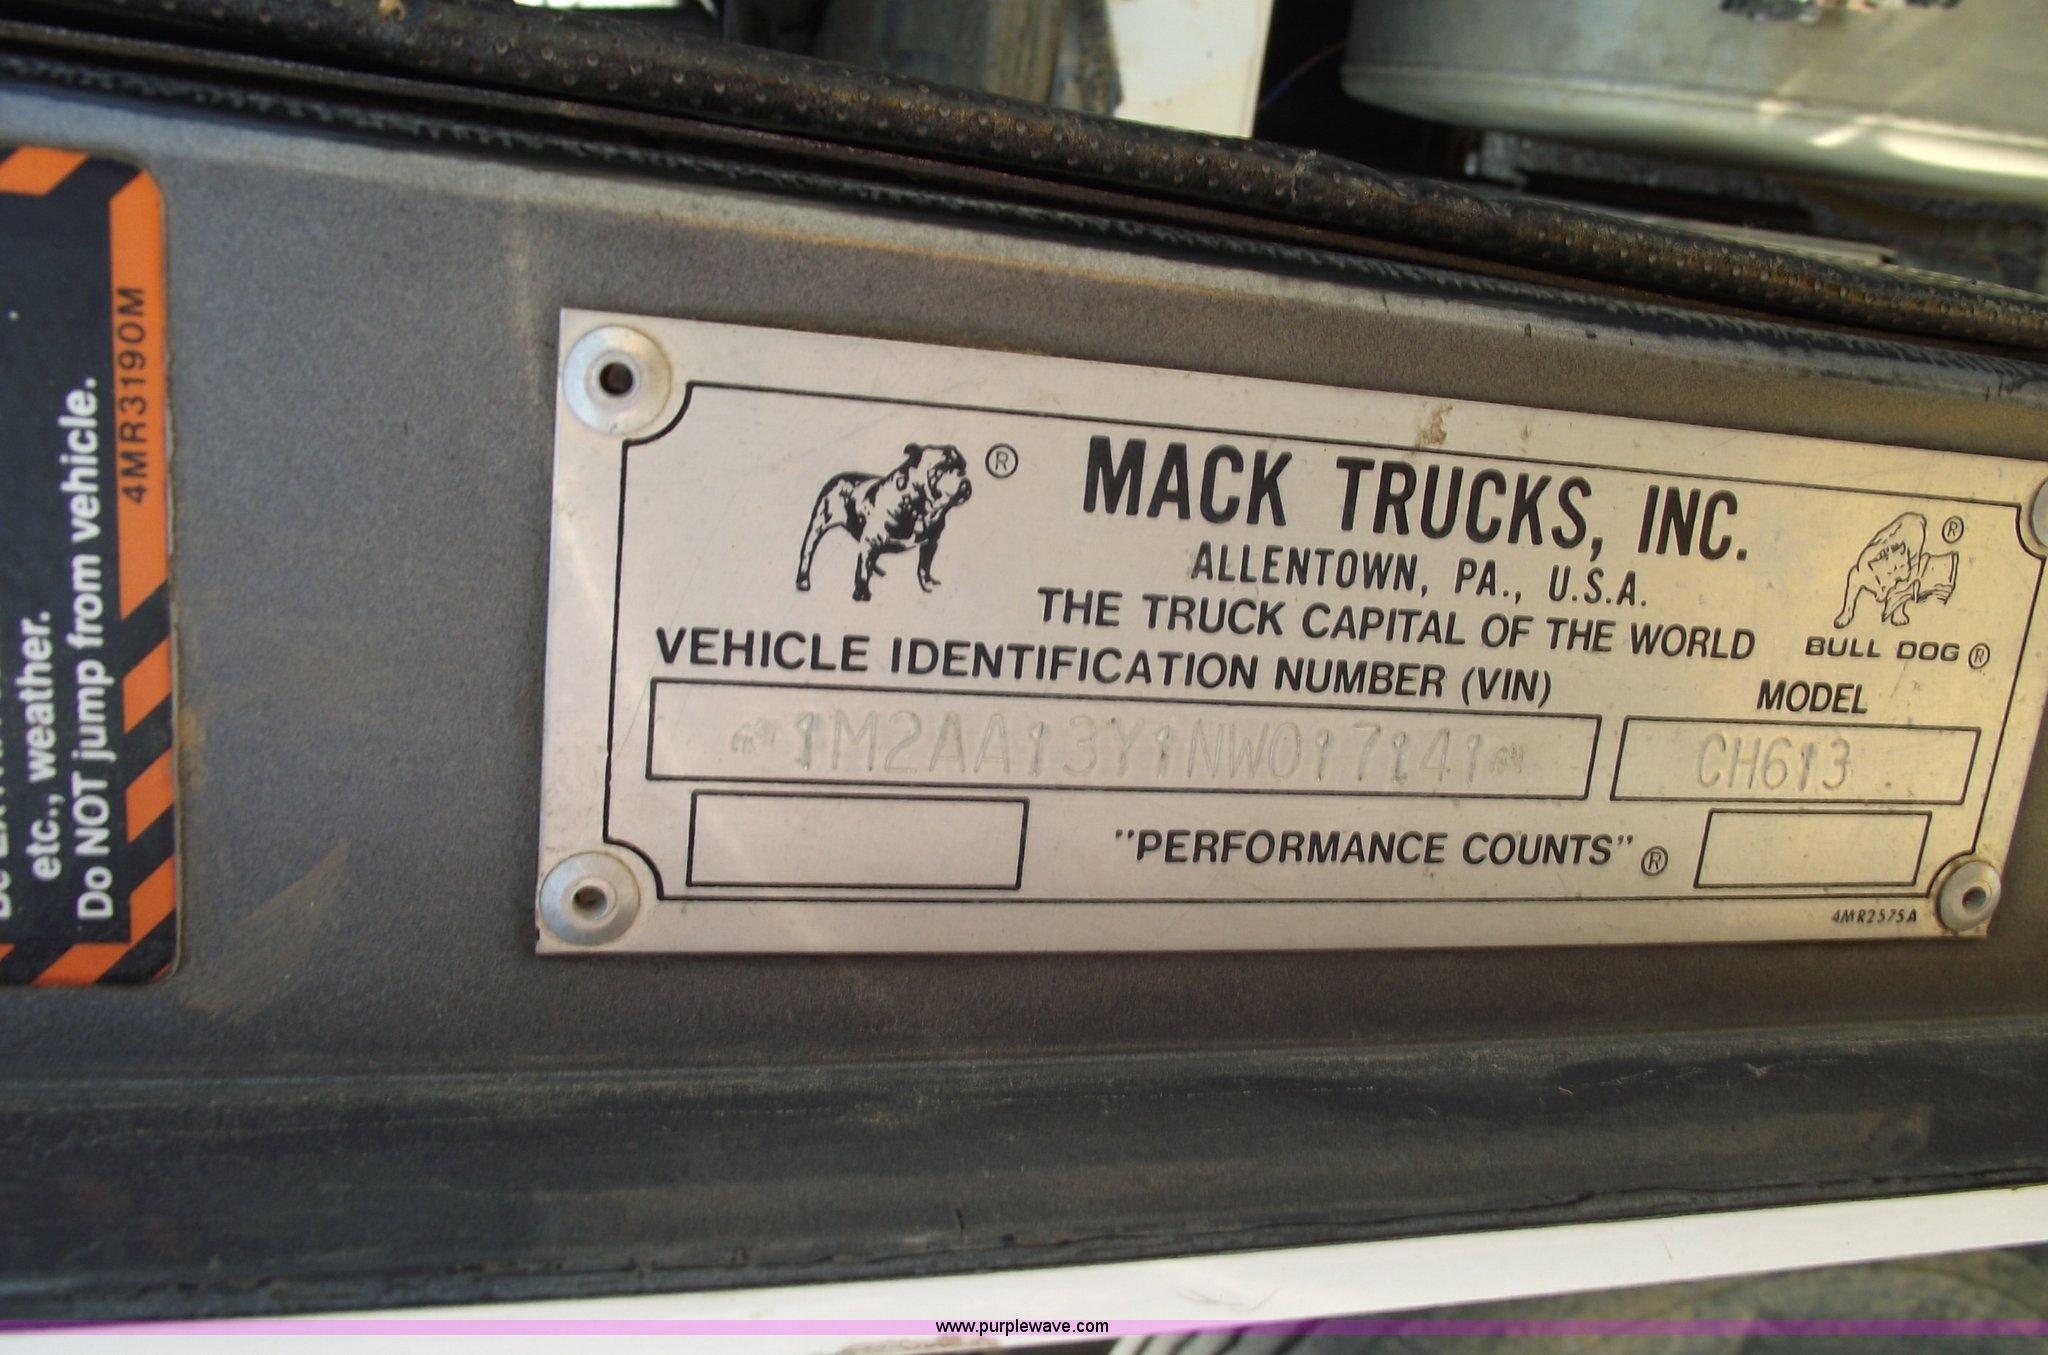 etc., weather.
Do NOT jump from vehicle.
4MR3190M
®
MACK TRUCKS, INC.
ALLENTOWN, PA., U.S.A.
THE TRUCK CAPITAL OF THE WORLD
®
BULL DOG®
VEHICLE IDENTIFICATION NUMBER (VIN)
MODEL
1M2AA13Y1NW017141
CH613
"PERFORMANCE COUNTS"®
4MR2575A
www.purplewave.com